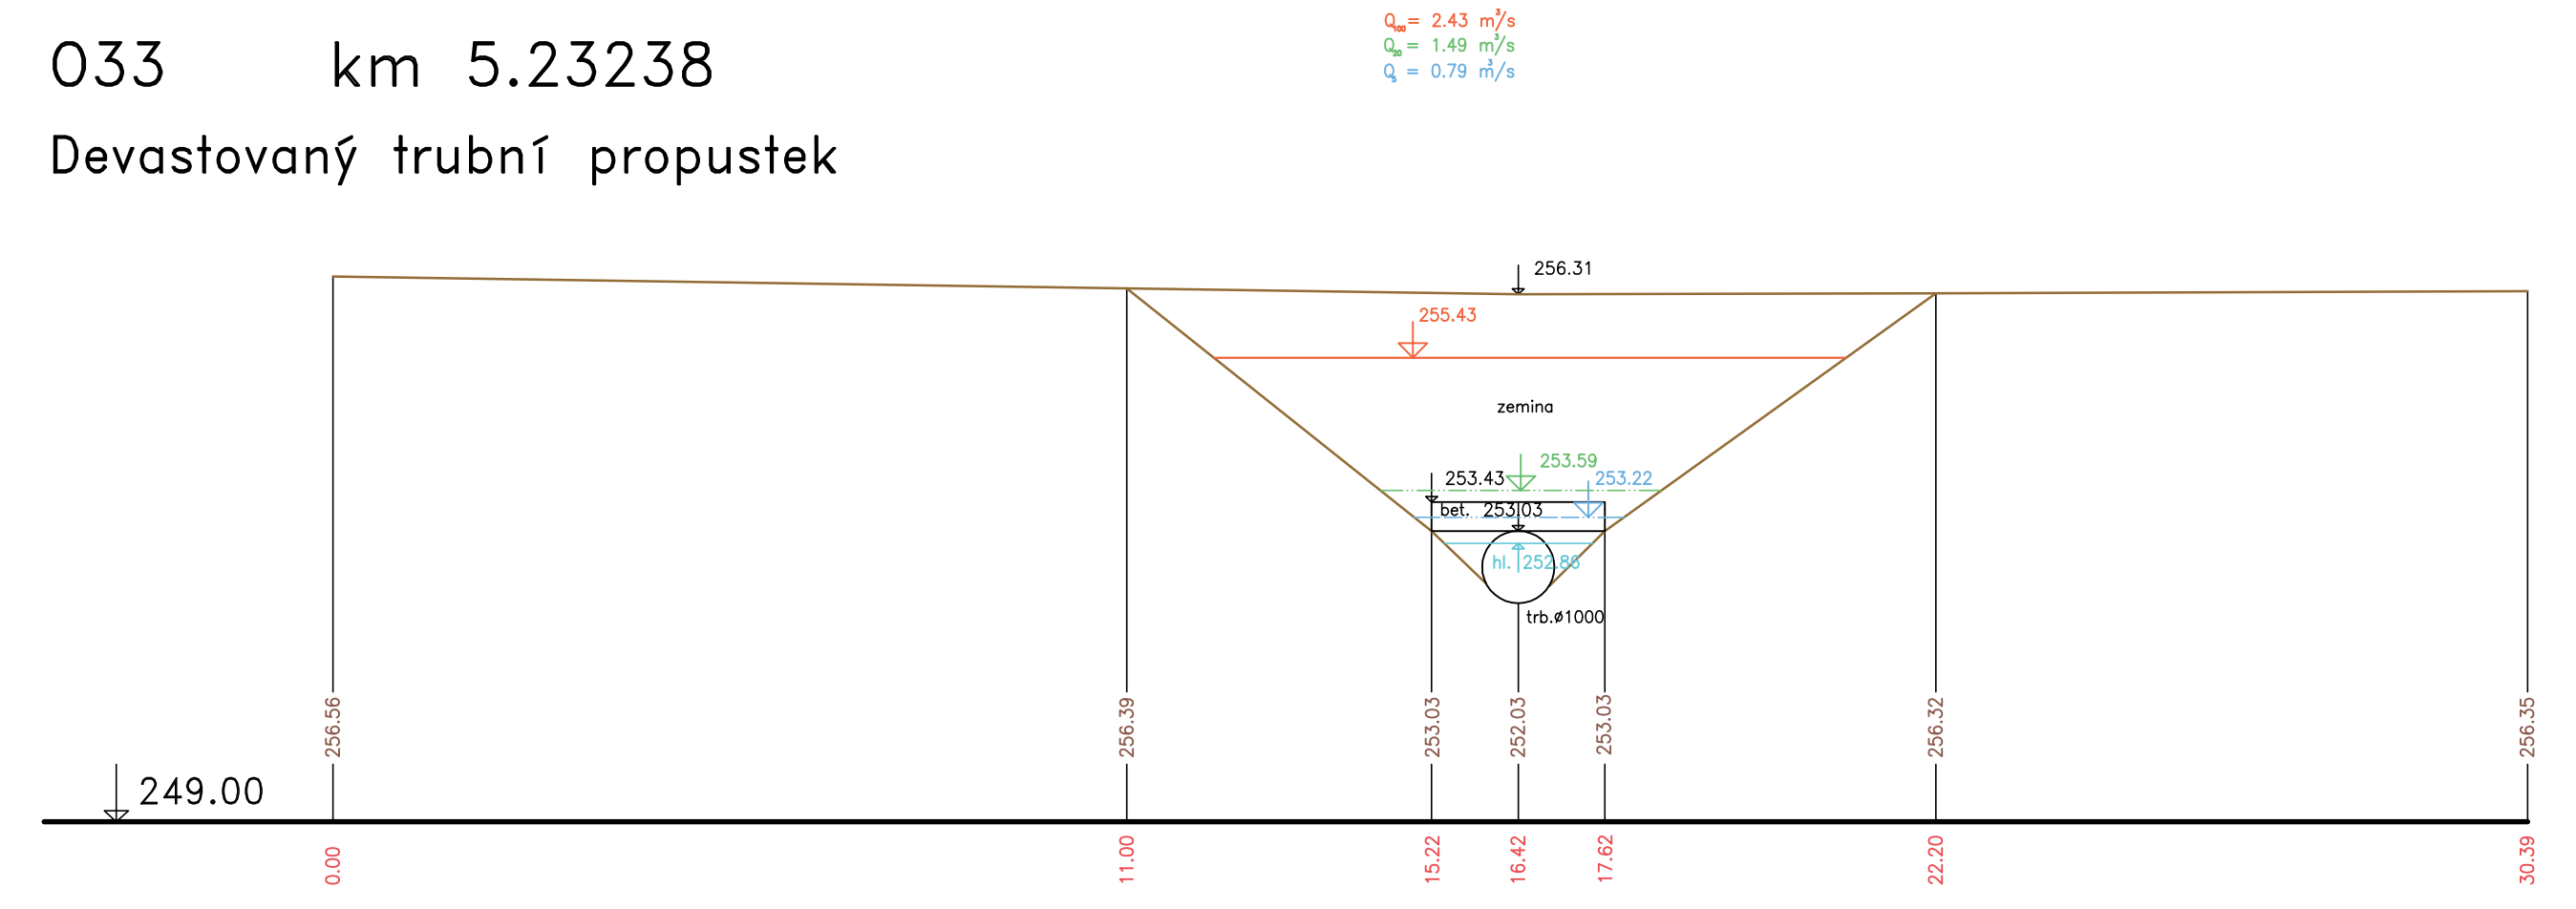 Q100= 2.43 m³/s
Q20 = 1.49 m³/s
Q5 = 0.79 m³/s
O33 km 5.23238
Devastovaný trubní propustek
256.31
255.43
zemina
253.59
253.43
253.22
bet. 253.03
hl. 252.86
trb.ø1000
256.56
256.39
253.03
252.03
253.03
256.32
256.35
249.00
0.00
11.00
15.22
16.42
17.62
22.20
30.39